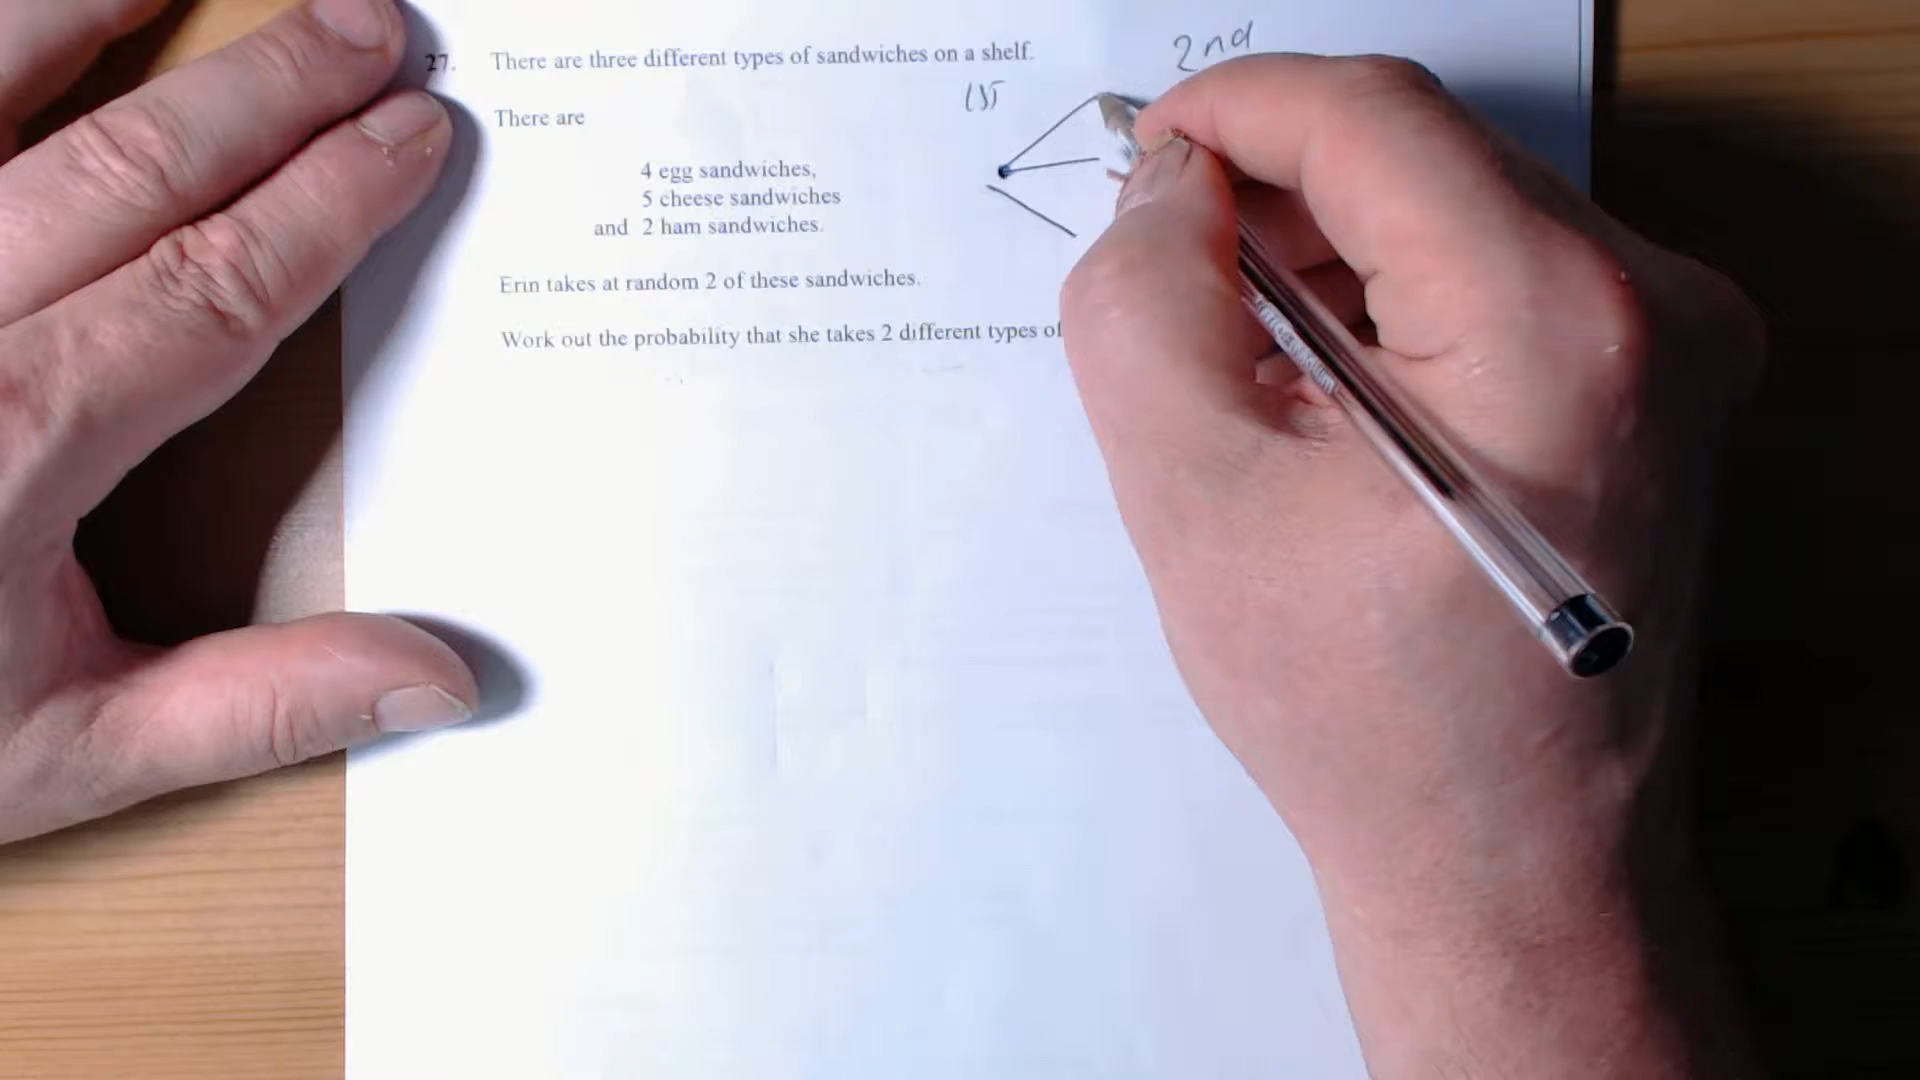 27. There are three different types of sandwiches on a shelf.
2nd
1st
There are
4 egg sandwiches,
5 cheese sandwiches
and 2 ham sandwiches.
Erin takes at random 2 of these sandwiches.
Work out the probability that she takes 2 different types of